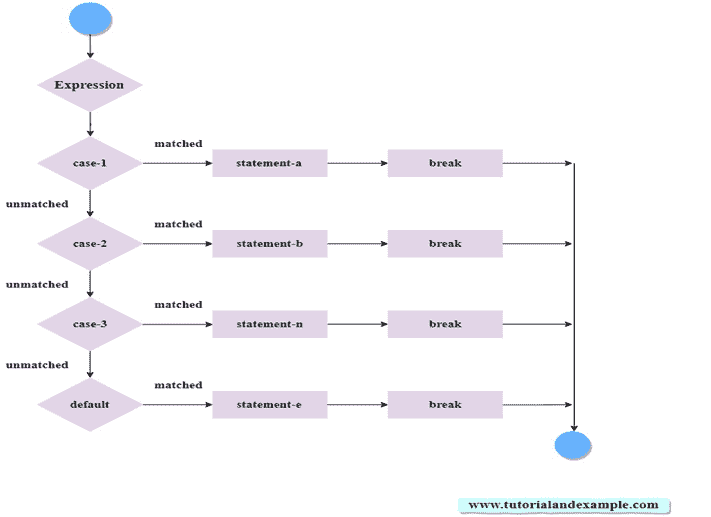 Expression
matched
case-1
statement-a
break
unmatched
matched
case-2
statement-b
break
unmatched
matched
case-3
statement-n
break
unmatched
matched
default
statement-e
break
www.tutorialandexample.com